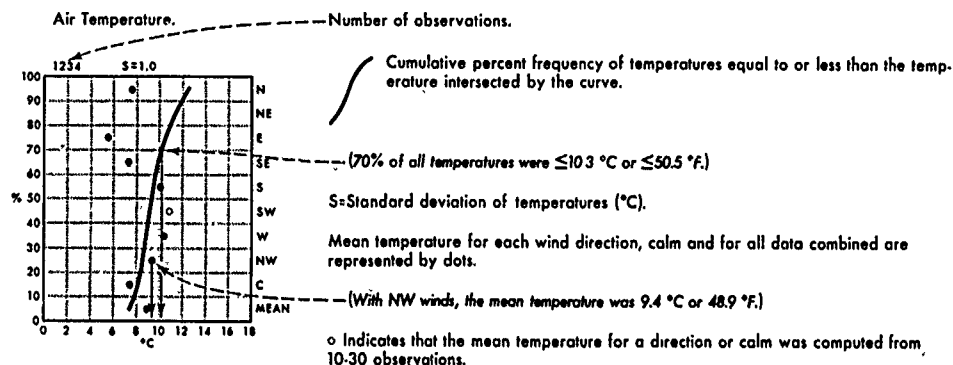 Air Temperature.
Number of observations.
1234 S=1.0
Cumulative percent frequency of temperatures equal to or less than the temp-
erature intersected by the curve.
100
90
80
70
60
50
40
30
20
10
0
%
N
NE
E
SE
S
SW
W
NW
C
MEAN
0 2 4 6 8 10 12 14 16 18
°C
(70% of all temperatures were ≤10 3 °C or ≤50.5 °F.)
S=Standard deviation of temperatures (°C).
Mean temperature for each wind direction, calm and for all data combined are
represented by dots.
(With NW winds, the mean temperature was 9.4 °C or 48.9 °F.)
o Indicates that the mean temperature for a direction or calm was computed from
10-30 observations.